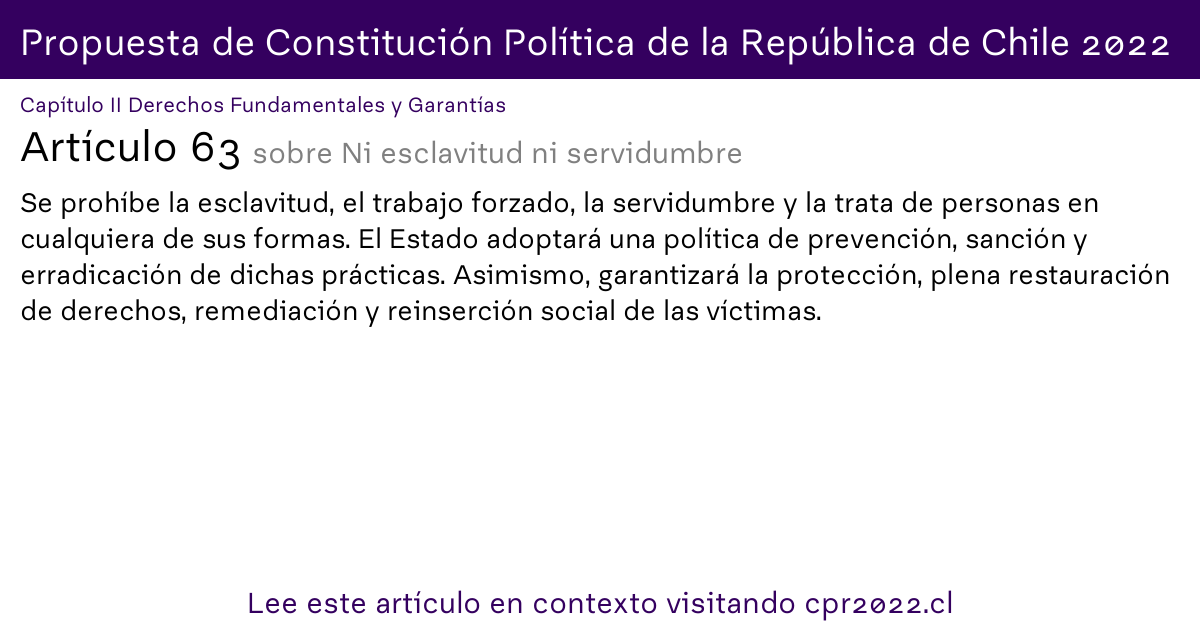 Propuesta de Constitución Política de la República de Chile 2022
Capítulo II Derechos Fundamentales y Garantías
Artículo 63 sobre Ni esclavitud ni servidumbre
Se prohíbe la esclavitud, el trabajo forzado, la servidumbre y la trata de personas en
cualquiera de sus formas. El Estado adoptará una política de prevención, sanción y
erradicación de dichas prácticas. Asimismo, garantizará la protección, plena restauración
de derechos, remediación y reinserción social de las víctimas.
Lee este artículo en contexto visitando cpr2022.cl